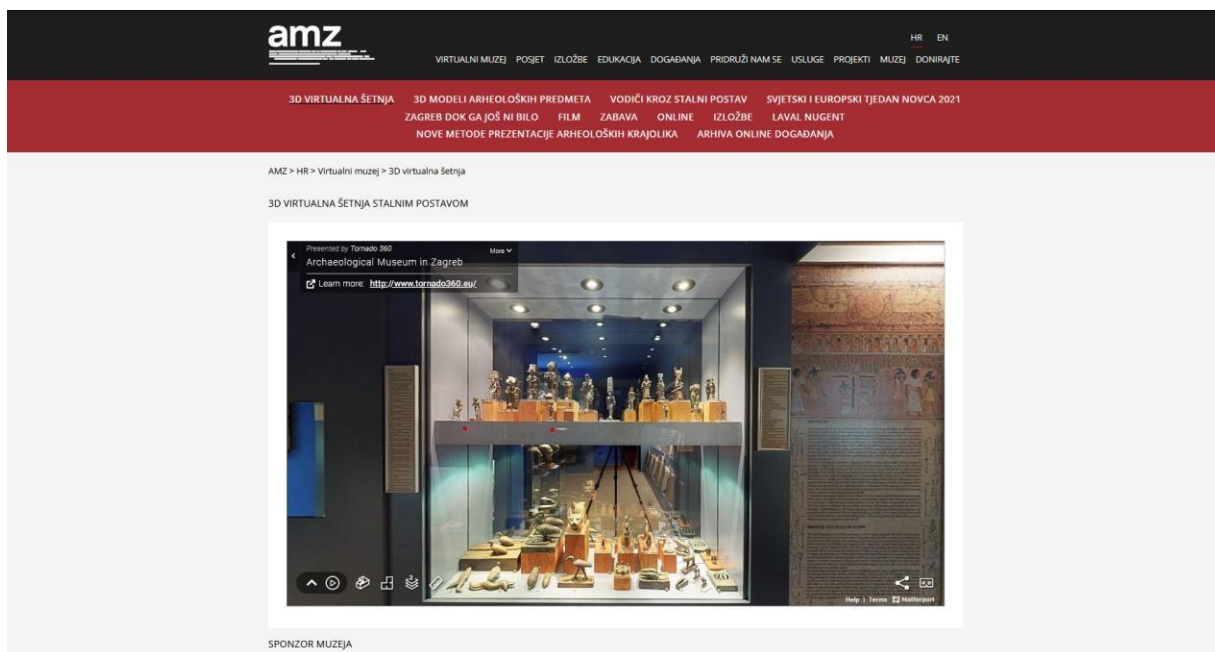 amz
HR EN
VIRTUALNI MUZEJ POSJET IZLOŽBE EDUKACIJA DOGAĐANJA PRIDRUŽI NAM SE USLUGE PROJEKTI MUZEJ DONIRAJTE
3D VIRTUALNA ŠETNJA 3D MODELI ARHEOLOŠKIH PREDMETA VODIČI KROZ STALNI POSTAV SVJETSKI I EUROPSKI TJEDAN NOVCA 2021
ZAGREB DOK GA JOŠ NI BILO FILM ZABAVA ONLINE IZLOŽBE LAVAL NUGENT
NOVE METODE PREZENTACIJE ARHEOLOŠKIH KRAJOLIKA ARHIVA ONLINE DOGAĐANJA
AMZ > HR > Virtualni muzej > 3D virtualna šetnja
3D VIRTUALNA ŠETNJA STALNIM POSTAVOM
Presented by Tornado 360 More
Archaeological Museum in Zagreb
Learn more: http://www.tornado360.eu/
Help | Terms Matterport
SPONZOR MUZEJA